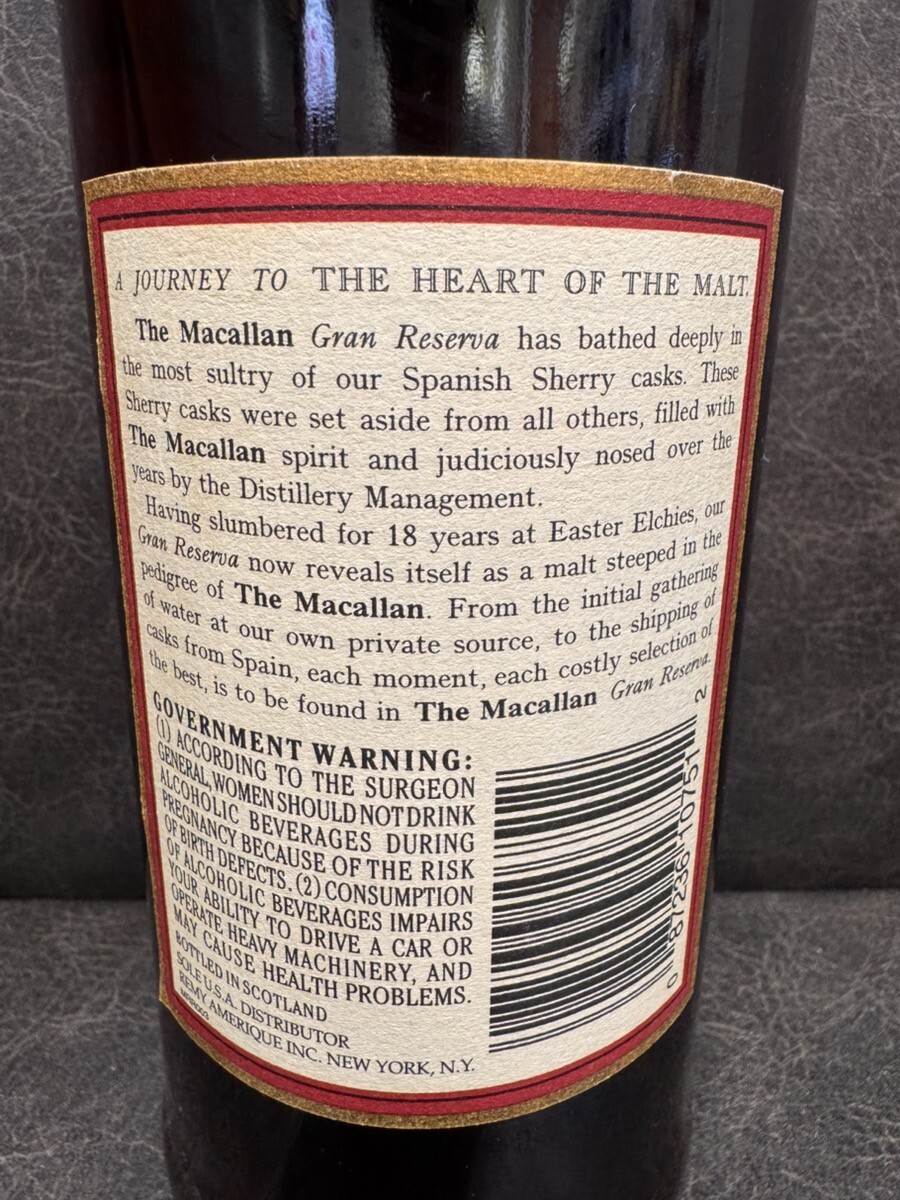 A JOURNEY TO THE HEART OF THE MALT.
The Macallan Gran Reserva has bathed deeply in
the most sultry of our Spanish Sherry casks. These
Sherry casks were set aside from all others, filled with
The Macallan spirit and judiciously nosed over the
years by the Distillery Management.
Having slumbered for 18 years at Easter Elchies, our
Gran Reserva now reveals itself as a malt steeped in the
pedigree of The Macallan. From the initial gathering
of water at our own private source, to the shipping of
casks from Spain, each moment, each costly selection of
the best, is to be found in The Macallan Gran Reserva.
GOVERNMENT WARNING:
(1) ACCORDING TO THE SURGEON
GENERAL, WOMEN SHOULD NOT DRINK
ALCOHOLIC BEVERAGES DURING
PREGNANCY BECAUSE OF THE RISK
OF BIRTH DEFECTS. (2) CONSUMPTION
OF ALCOHOLIC BEVERAGES IMPAIRS
YOUR ABILITY TO DRIVE A CAR OR
OPERATE HEAVY MACHINERY, AND
MAY CAUSE HEALTH PROBLEMS.
BOTTLED IN SCOTLAND
SOLE U.S.A. DISTRIBUTOR
REMY AMERIQUE INC. NEW YORK, N.Y.
0 87236 10751 2